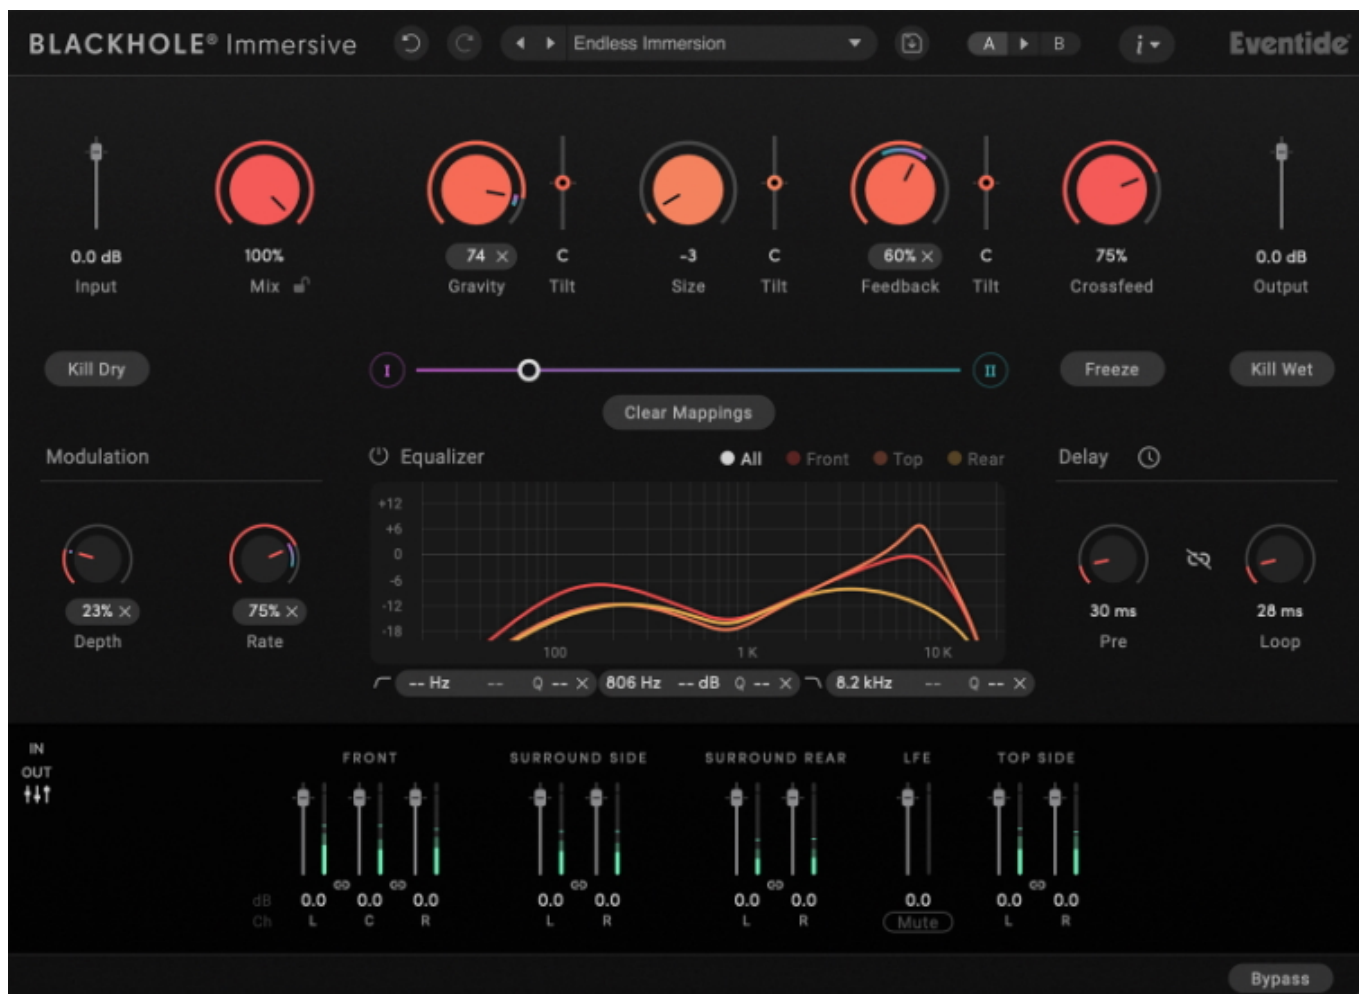 BLACKHOLE® Immersive
Endless Immersion
A B
i
Eventide
0.0 dB 100% 74 × C -3 C 60% × C 75% 0.0 dB
Input Mix Gravity Tilt Size Tilt Feedback Tilt Crossfeed Output
Kill Dry I II Freeze Kill Wet
Clear Mappings
Modulation
Equalizer All Front Top Rear
Delay
+12
+6
0
-6
-12
-18
100 1 K 10 K
23% × 75% ×
Depth Rate
30 ms 28 ms
Pre Loop
-- Hz -- Q -- × 806 Hz -- dB Q -- × 8.2 kHz -- Q -- ×
IN
OUT
FRONT SURROUND SIDE SURROUND REAR LFE TOP SIDE
dB 0.0 0.0 0.0 0.0 0.0 0.0 0.0 0.0 0.0 0.0
Ch L C R L R L R Mute L R
Bypass